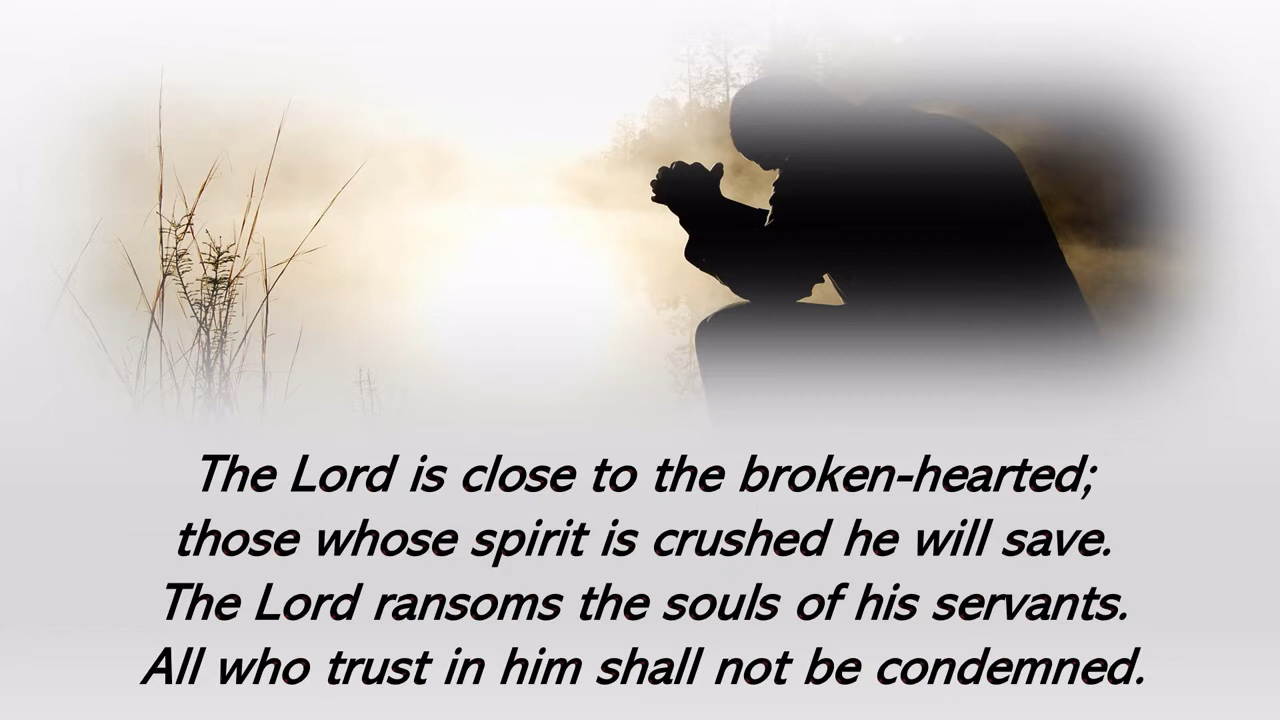 The Lord is close to the broken-hearted;
those whose spirit is crushed he will save.
The Lord ransoms the souls of his servants.
All who trust in him shall not be condemned.